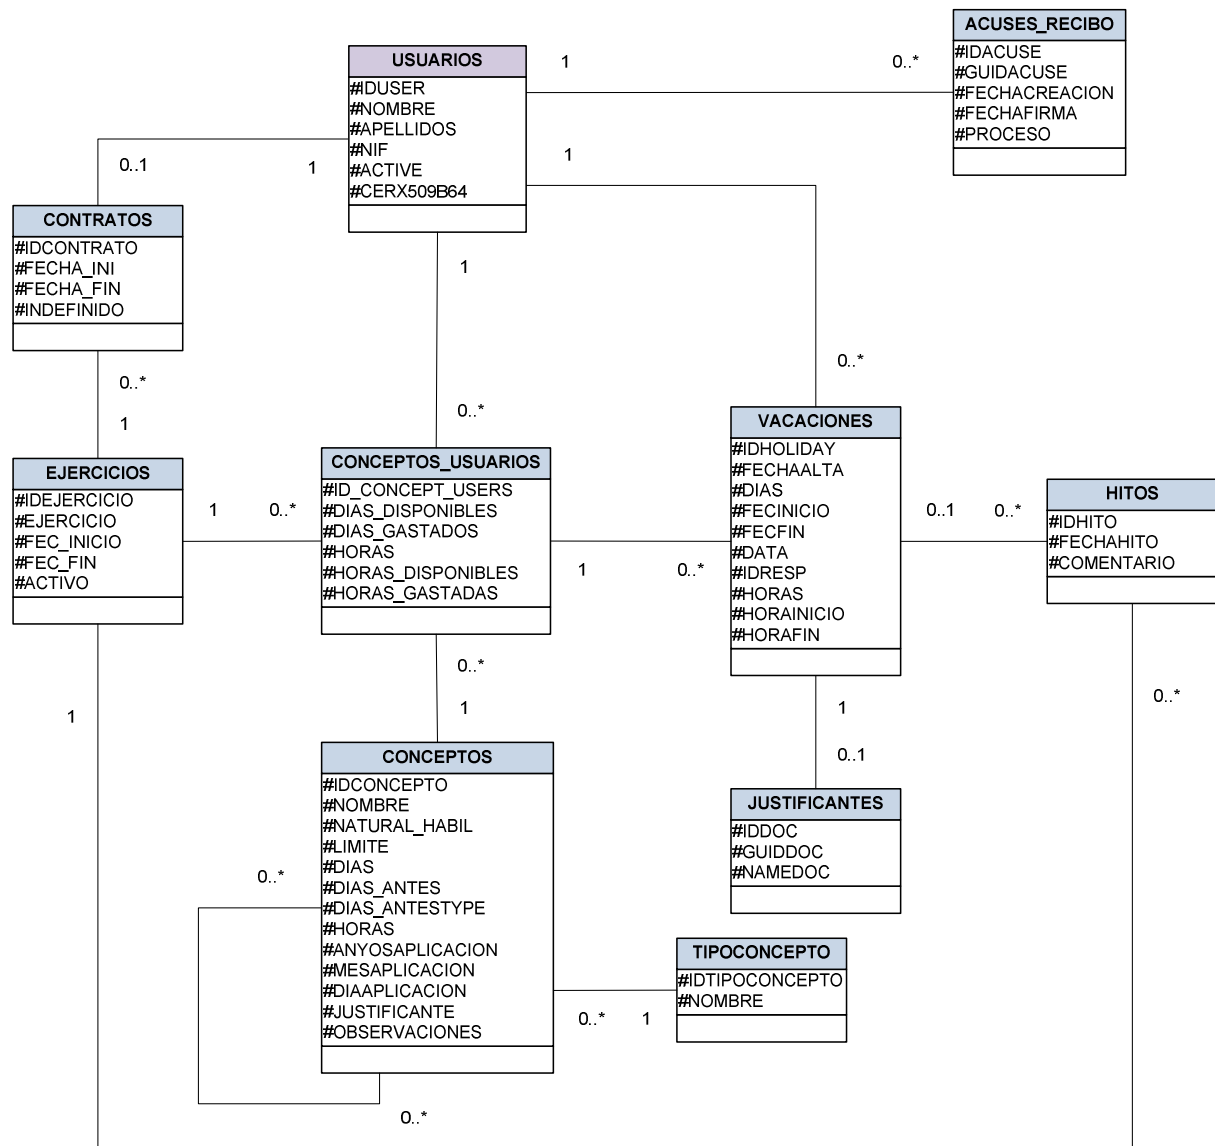 ACUSES_RECIBO
#IDACUSE
#GUIDACUSE
#FECHACREACION
#FECHAFIRMA
#PROCESO
USUARIOS
#IDUSER
#NOMBRE
#APELLIDOS
#NIF
#ACTIVE
#CERX509B64
1
0..*
1
0..1
1
CONTRATOS
#IDCONTRATO
#FECHA_INI
#FECHA_FIN
#INDEFINIDO
1
0..*
0..*
0..*
1
EJERCICIOS
#IDEJERCICIO
#EJERCICIO
#FEC_INICIO
#FEC_FIN
#ACTIVO
1
0..*
CONCEPTOS_USUARIOS
#ID_CONCEPT_USERS
#DIAS_DISPONIBLES
#DIAS_GASTADOS
#HORAS
#HORAS_DISPONIBLES
#HORAS_GASTADAS
1
0..*
VACACIONES
#IDHOLIDAY
#FECHAALTA
#DIAS
#FECINICIO
#FECFIN
#DATA
#IDRESP
#HORAS
#HORAINICIO
#HORAFIN
0..1
0..*
HITOS
#IDHITO
#FECHAHITO
#COMENTARIO
0..*
1
0..*
1
1
0..1
CONCEPTOS
#IDCONCEPTO
#NOMBRE
#NATURAL_HABIL
#LIMITE
#DIAS
#DIAS_ANTES
#DIAS_ANTESTYPE
#HORAS
#ANYOSAPLICACION
#MESAPLICACION
#DIAAPLICACION
#JUSTIFICANTE
#OBSERVACIONES
0..*
0..*
JUSTIFICANTES
#IDDOC
#GUIDDOC
#NAMEDOC
TIPOCONCEPTO
#IDTIPOCONCEPTO
#NOMBRE
0..*
1